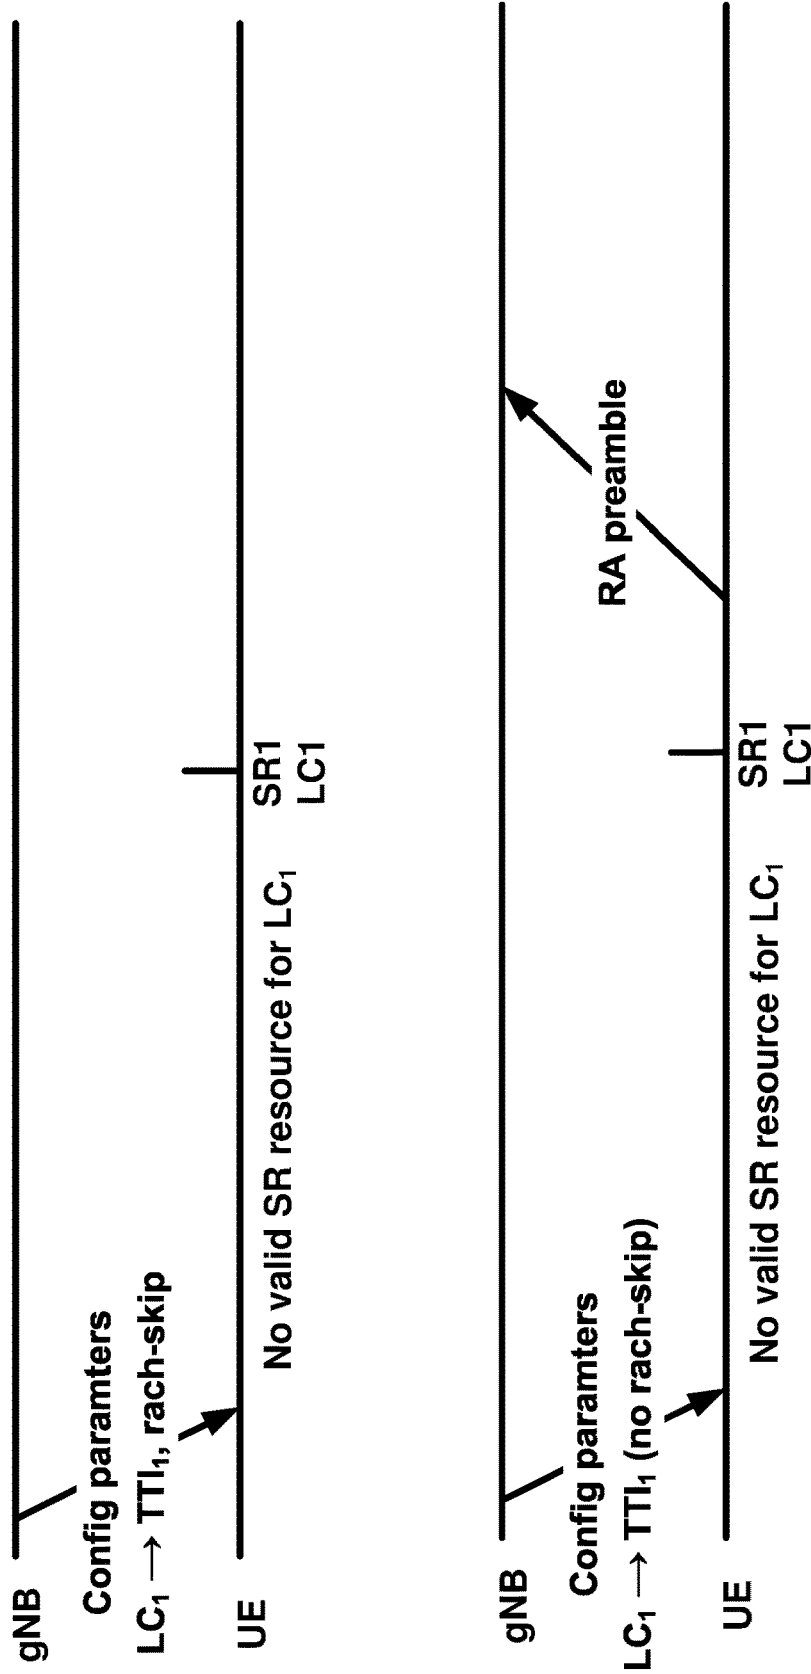 gNB
Config paramters
LC₁ → TTI₁, rach-skip
UE
No valid SR resource for LC₁
SR1
LC1
gNB
Config paramters
LC₁ → TTI₁ (no rach-skip)
RA preamble
UE
No valid SR resource for LC₁
SR1
LC1